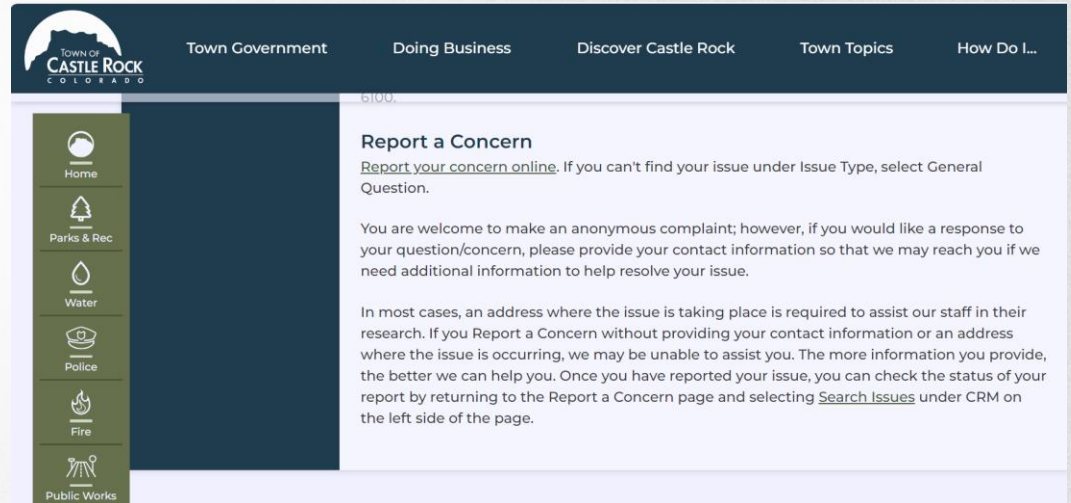 TOWN OF
CASTLE ROCK
COLORADO
Town Government
Doing Business
Discover Castle Rock
Town Topics
How Do I...
6100.
Home
Parks & Rec
Water
Police
Fire
Public Works
Report a Concern
Report your concern online. If you can't find your issue under Issue Type, select General
Question.
You are welcome to make an anonymous complaint; however, if you would like a response to
your question/concern, please provide your contact information so that we may reach you if we
need additional information to help resolve your issue.
In most cases, an address where the issue is taking place is required to assist our staff in their
research. If you Report a Concern without providing your contact information or an address
where the issue is occurring, we may be unable to assist you. The more information you provide,
the better we can help you. Once you have reported your issue, you can check the status of your
report by returning to the Report a Concern page and selecting Search Issues under CRM on
the left side of the page.